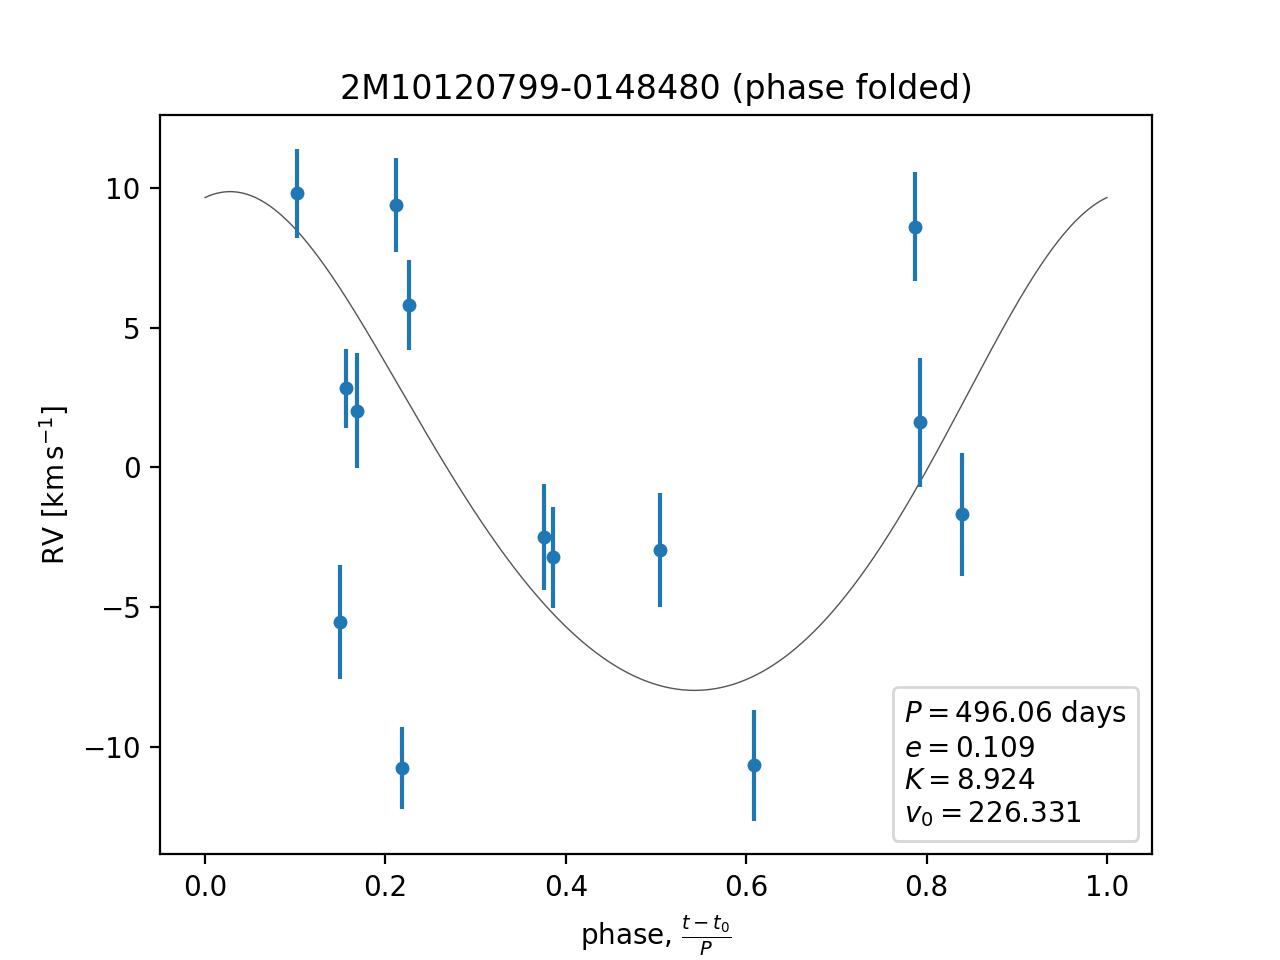 2M10120799-0148480 (phase folded)
RV [km s⁻¹]
10
5
0
−5
−10
P = 496.06 days
e = 0.109
K = 8.924
v₀ = 226.331
0.0 0.2 0.4 0.6 0.8 1.0
phase, (t − t₀)/P